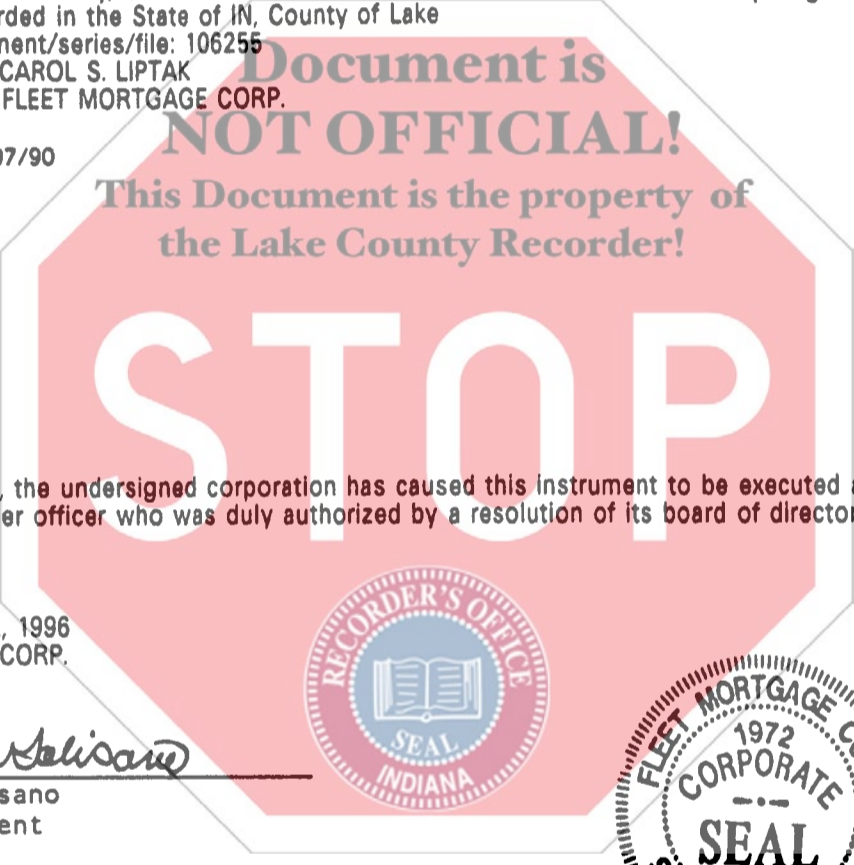 rded in the State of IN, County of Lake
ment/series/file: 106255
CAROL S. LIPTAK
FLEET MORTGAGE CORP.
07/90
Document is
NOT OFFICIAL!
This Document is the property of
the Lake County Recorder!
STOP
, the undersigned corporation has caused this instrument to be executed a
er officer who was duly authorized by a resolution of its board of director
, 1996
CORP.
sano
ent
RECORDER'S OFFICE
SEAL
INDIANA
FLEET MORTGAGE CO
1972
CORPORATE
SEAL